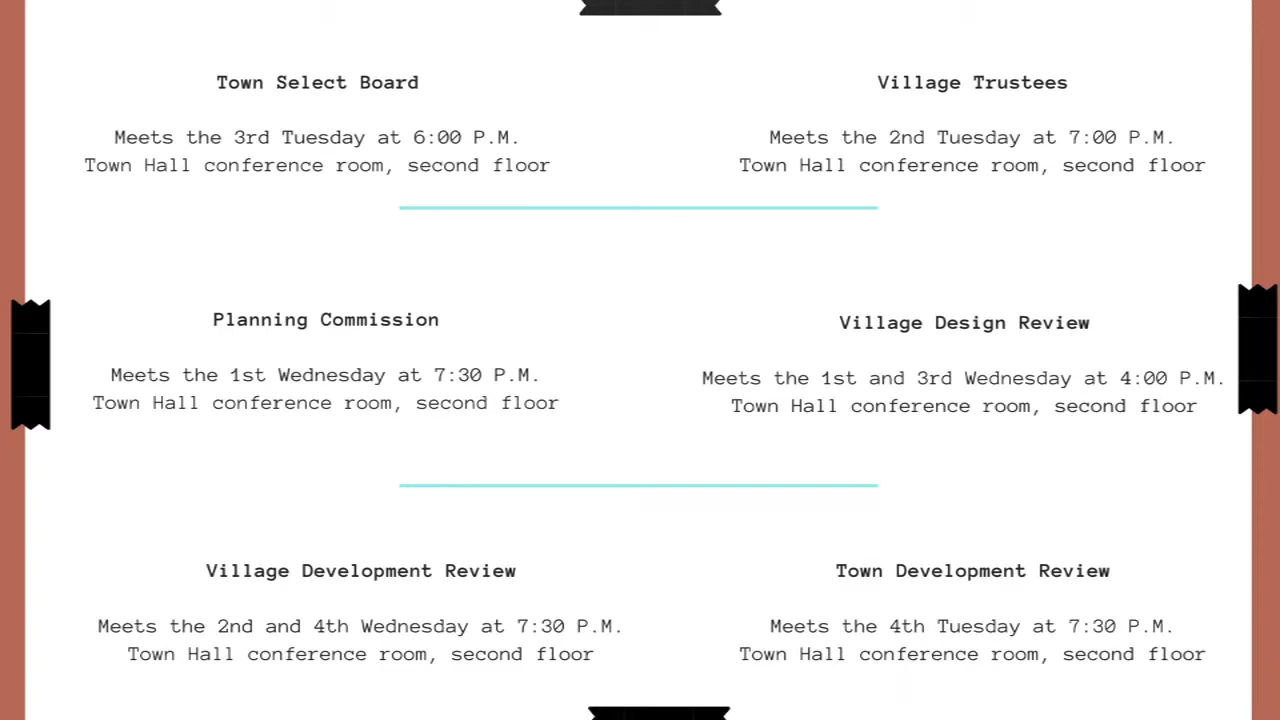 Town Select Board
Meets the 3rd Tuesday at 6:00 P.M.
Town Hall conference room, second floor
Village Trustees
Meets the 2nd Tuesday at 7:00 P.M.
Town Hall conference room, second floor
Planning Commission
Meets the 1st Wednesday at 7:30 P.M.
Town Hall conference room, second floor
Village Design Review
Meets the 1st and 3rd Wednesday at 4:00 P.M.
Town Hall conference room, second floor
Village Development Review
Meets the 2nd and 4th Wednesday at 7:30 P.M.
Town Hall conference room, second floor
Town Development Review
Meets the 4th Tuesday at 7:30 P.M.
Town Hall conference room, second floor